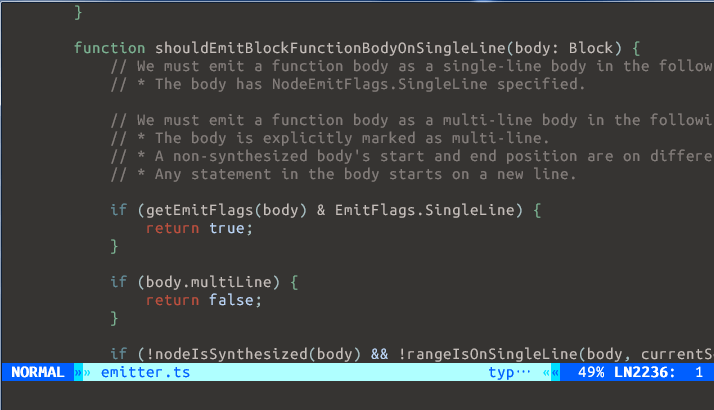 }
function shouldEmitBlockFunctionBodyOnSingleLine(body: Block) {
// We must emit a function body as a single-line body in the follow
// * The body has NodeEmitFlags.SingleLine specified.
// We must emit a function body as a multi-line body in the followi
// * The body is explicitly marked as multi-line.
// * A non-synthesized body's start and end position are on differe
// * Any statement in the body starts on a new line.
if (getEmitFlags(body) & EmitFlags.SingleLine) {
return true;
}
if (body.multiLine) {
return false;
}
if (!nodeIsSynthesized(body) && !rangeIsOnSingleLine(body, currentS
NORMAL »» emitter.ts typ⋯ «« 49% LN2236: 1